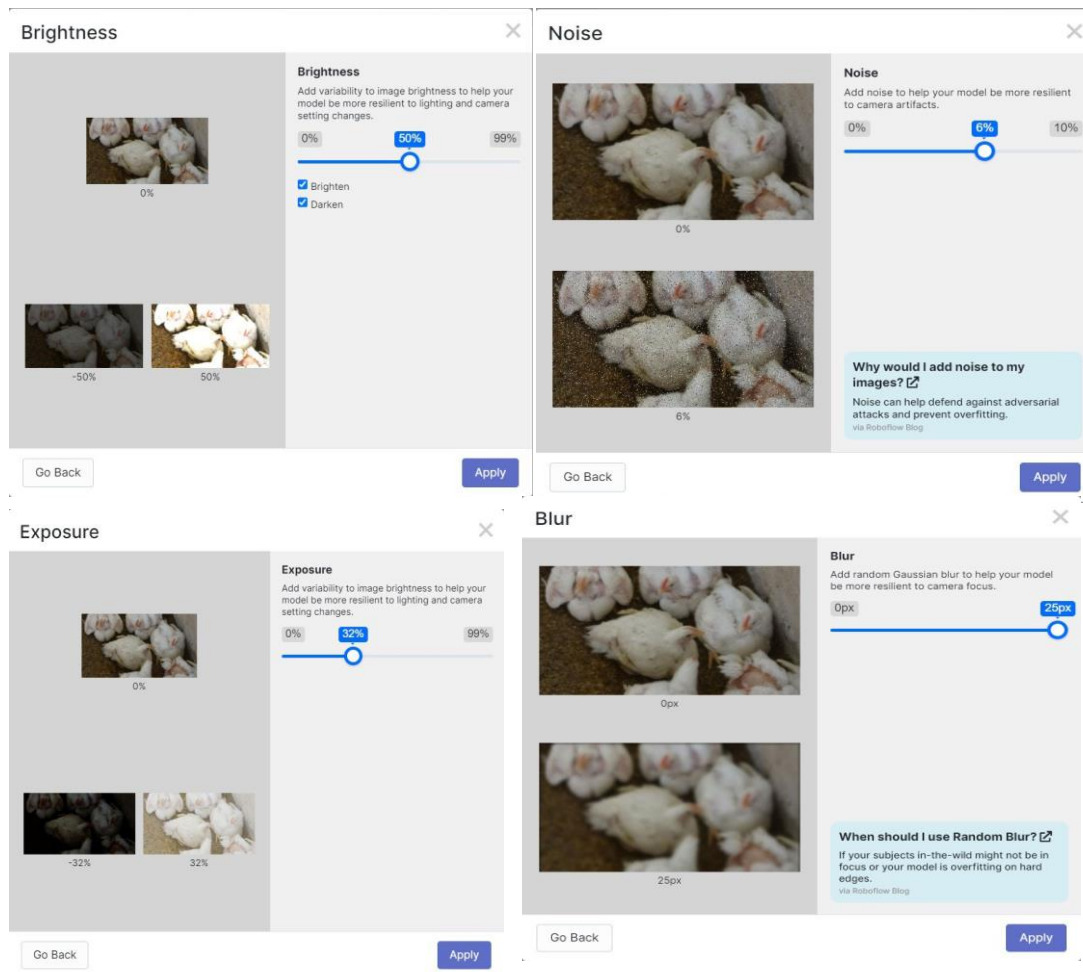 Brightness
Brightness
Add variability to image brightness to help your
model be more resilient to lighting and camera
setting changes.
0%
50%
99%
Brighten
Darken
0%
-50%
50%
Go Back
Apply
Noise
Noise
Add noise to help your model be more resilient
to camera artifacts.
0%
6%
10%
0%
6%
Why would I add noise to my
images?
Noise can help defend against adversarial
attacks and prevent overfitting.
via Roboflow Blog
Go Back
Apply
Exposure
Exposure
Add variability to image brightness to help your
model be more resilient to lighting and camera
setting changes.
0%
32%
99%
0%
-32%
32%
Go Back
Apply
Blur
Blur
Add random Gaussian blur to help your model
be more resilient to camera focus.
0px
25px
0px
25px
When should I use Random Blur?
If your subjects in-the-wild might not be in
focus or your model is overfitting on hard
edges.
via Roboflow Blog
Go Back
Apply